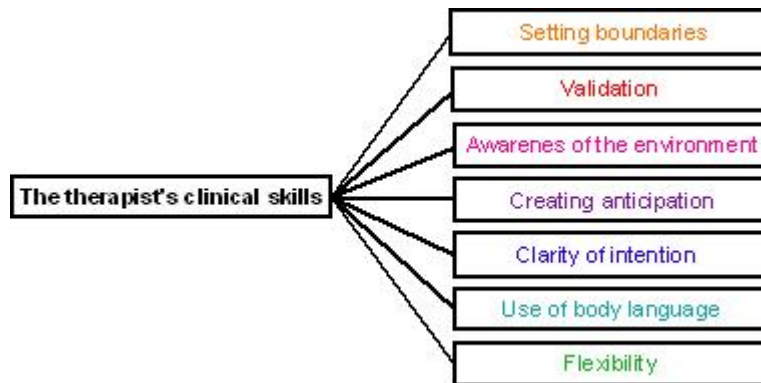 Setting boundaries
Validation
Awarenes of the environment
The therapist's clinical skills
Creating anticipation
Clarity of intention
Use of body language
Flexibility